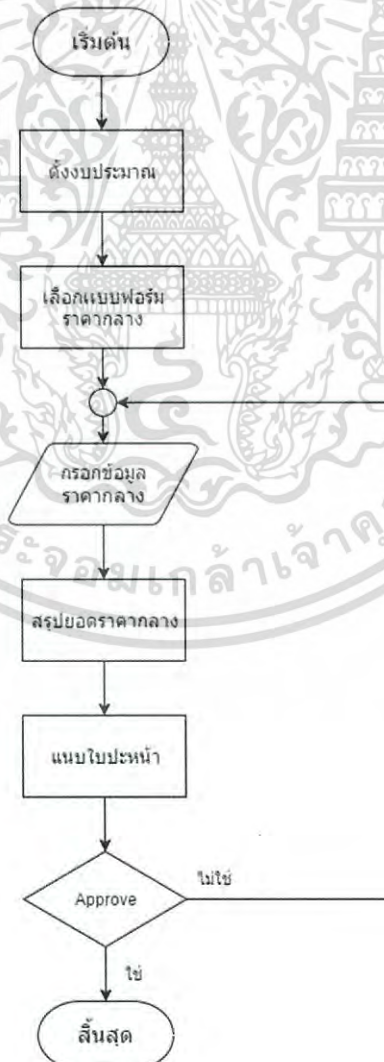 เริ่มต้น
ตั้งงบประมาณ
เลือกแบบฟอร์ม
ราคากลาง
กรอกข้อมูล
ราคากลาง
สรุปยอดราคากลาง
แนบใบปะหน้า
Approve
ไม่ใช่
ใช่
สิ้นสุด